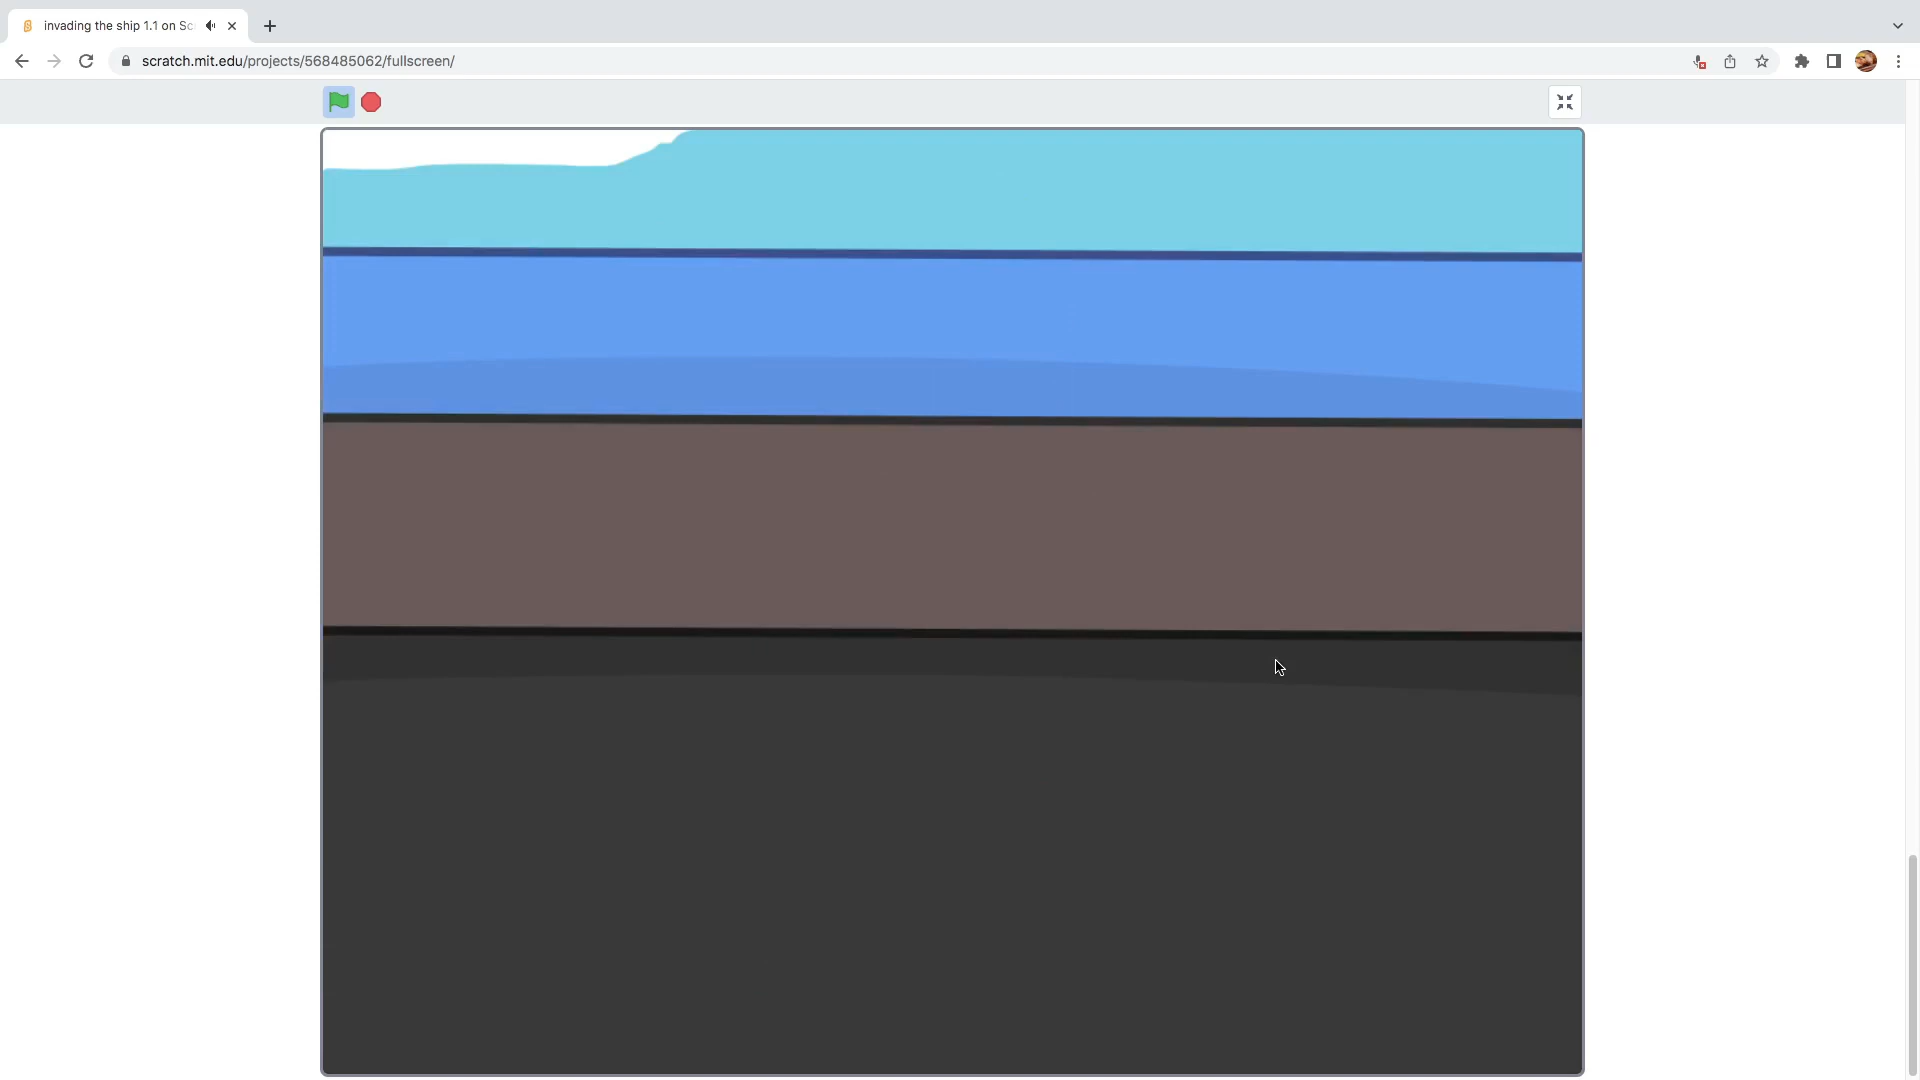 invading the ship 1.1 on Sc
scratch.mit.edu/projects/568485062/fullscreen/